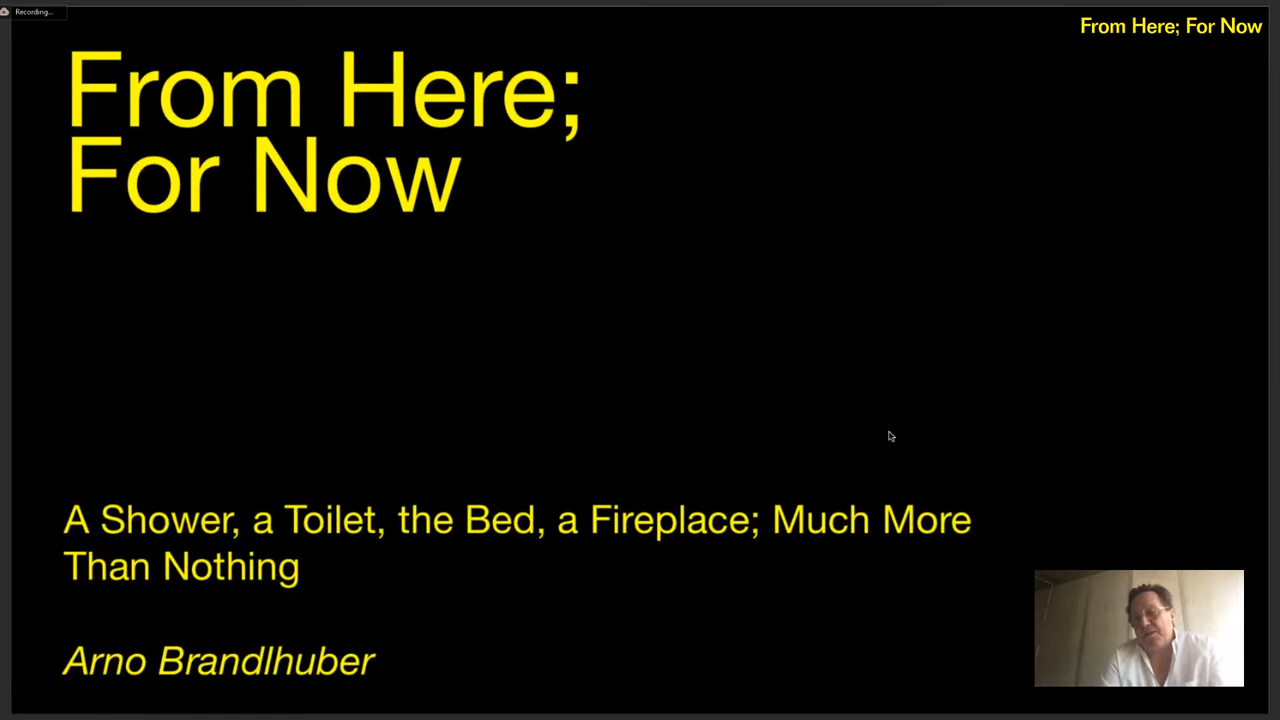 Recording...
From Here; For Now
From Here;
For Now
A Shower, a Toilet, the Bed, a Fireplace; Much More
Than Nothing
Arno Brandlhuber